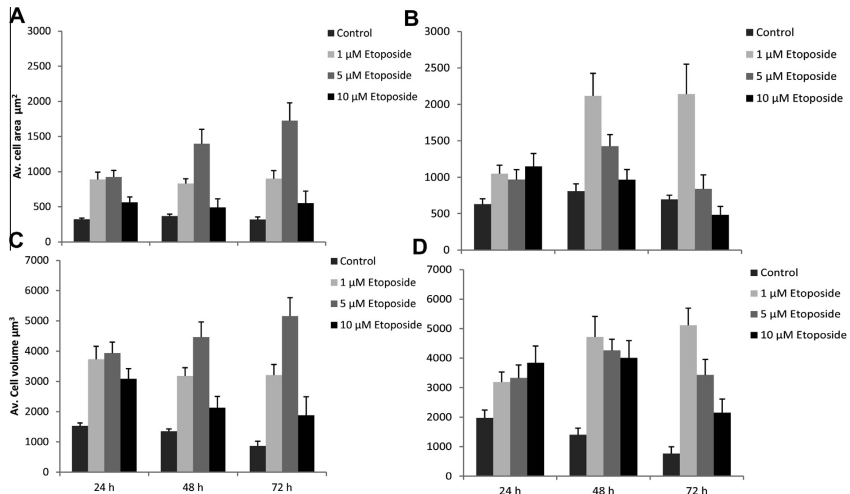 A
Av. cell area µm²
3000
2500
2000
1500
1000
500
0
Control
1 µM Etoposide
5 µM Etoposide
10 µM Etoposide
B
2500
2000
1500
1000
500
0
Control
1 µM Etoposide
5 µM Etoposide
10 µM Etoposide
C
Av. Cell volume µm³
7000
6000
5000
4000
3000
2000
1000
0
24 h 48 h 72 h
Control
1 µM Etoposide
5 µM Etoposide
10 µM Etoposide
D
7000
6000
5000
4000
3000
2000
1000
0
24 h 48 h 72 h
Control
1 µM Etoposide
5 µM Etoposide
10 µM Etoposide